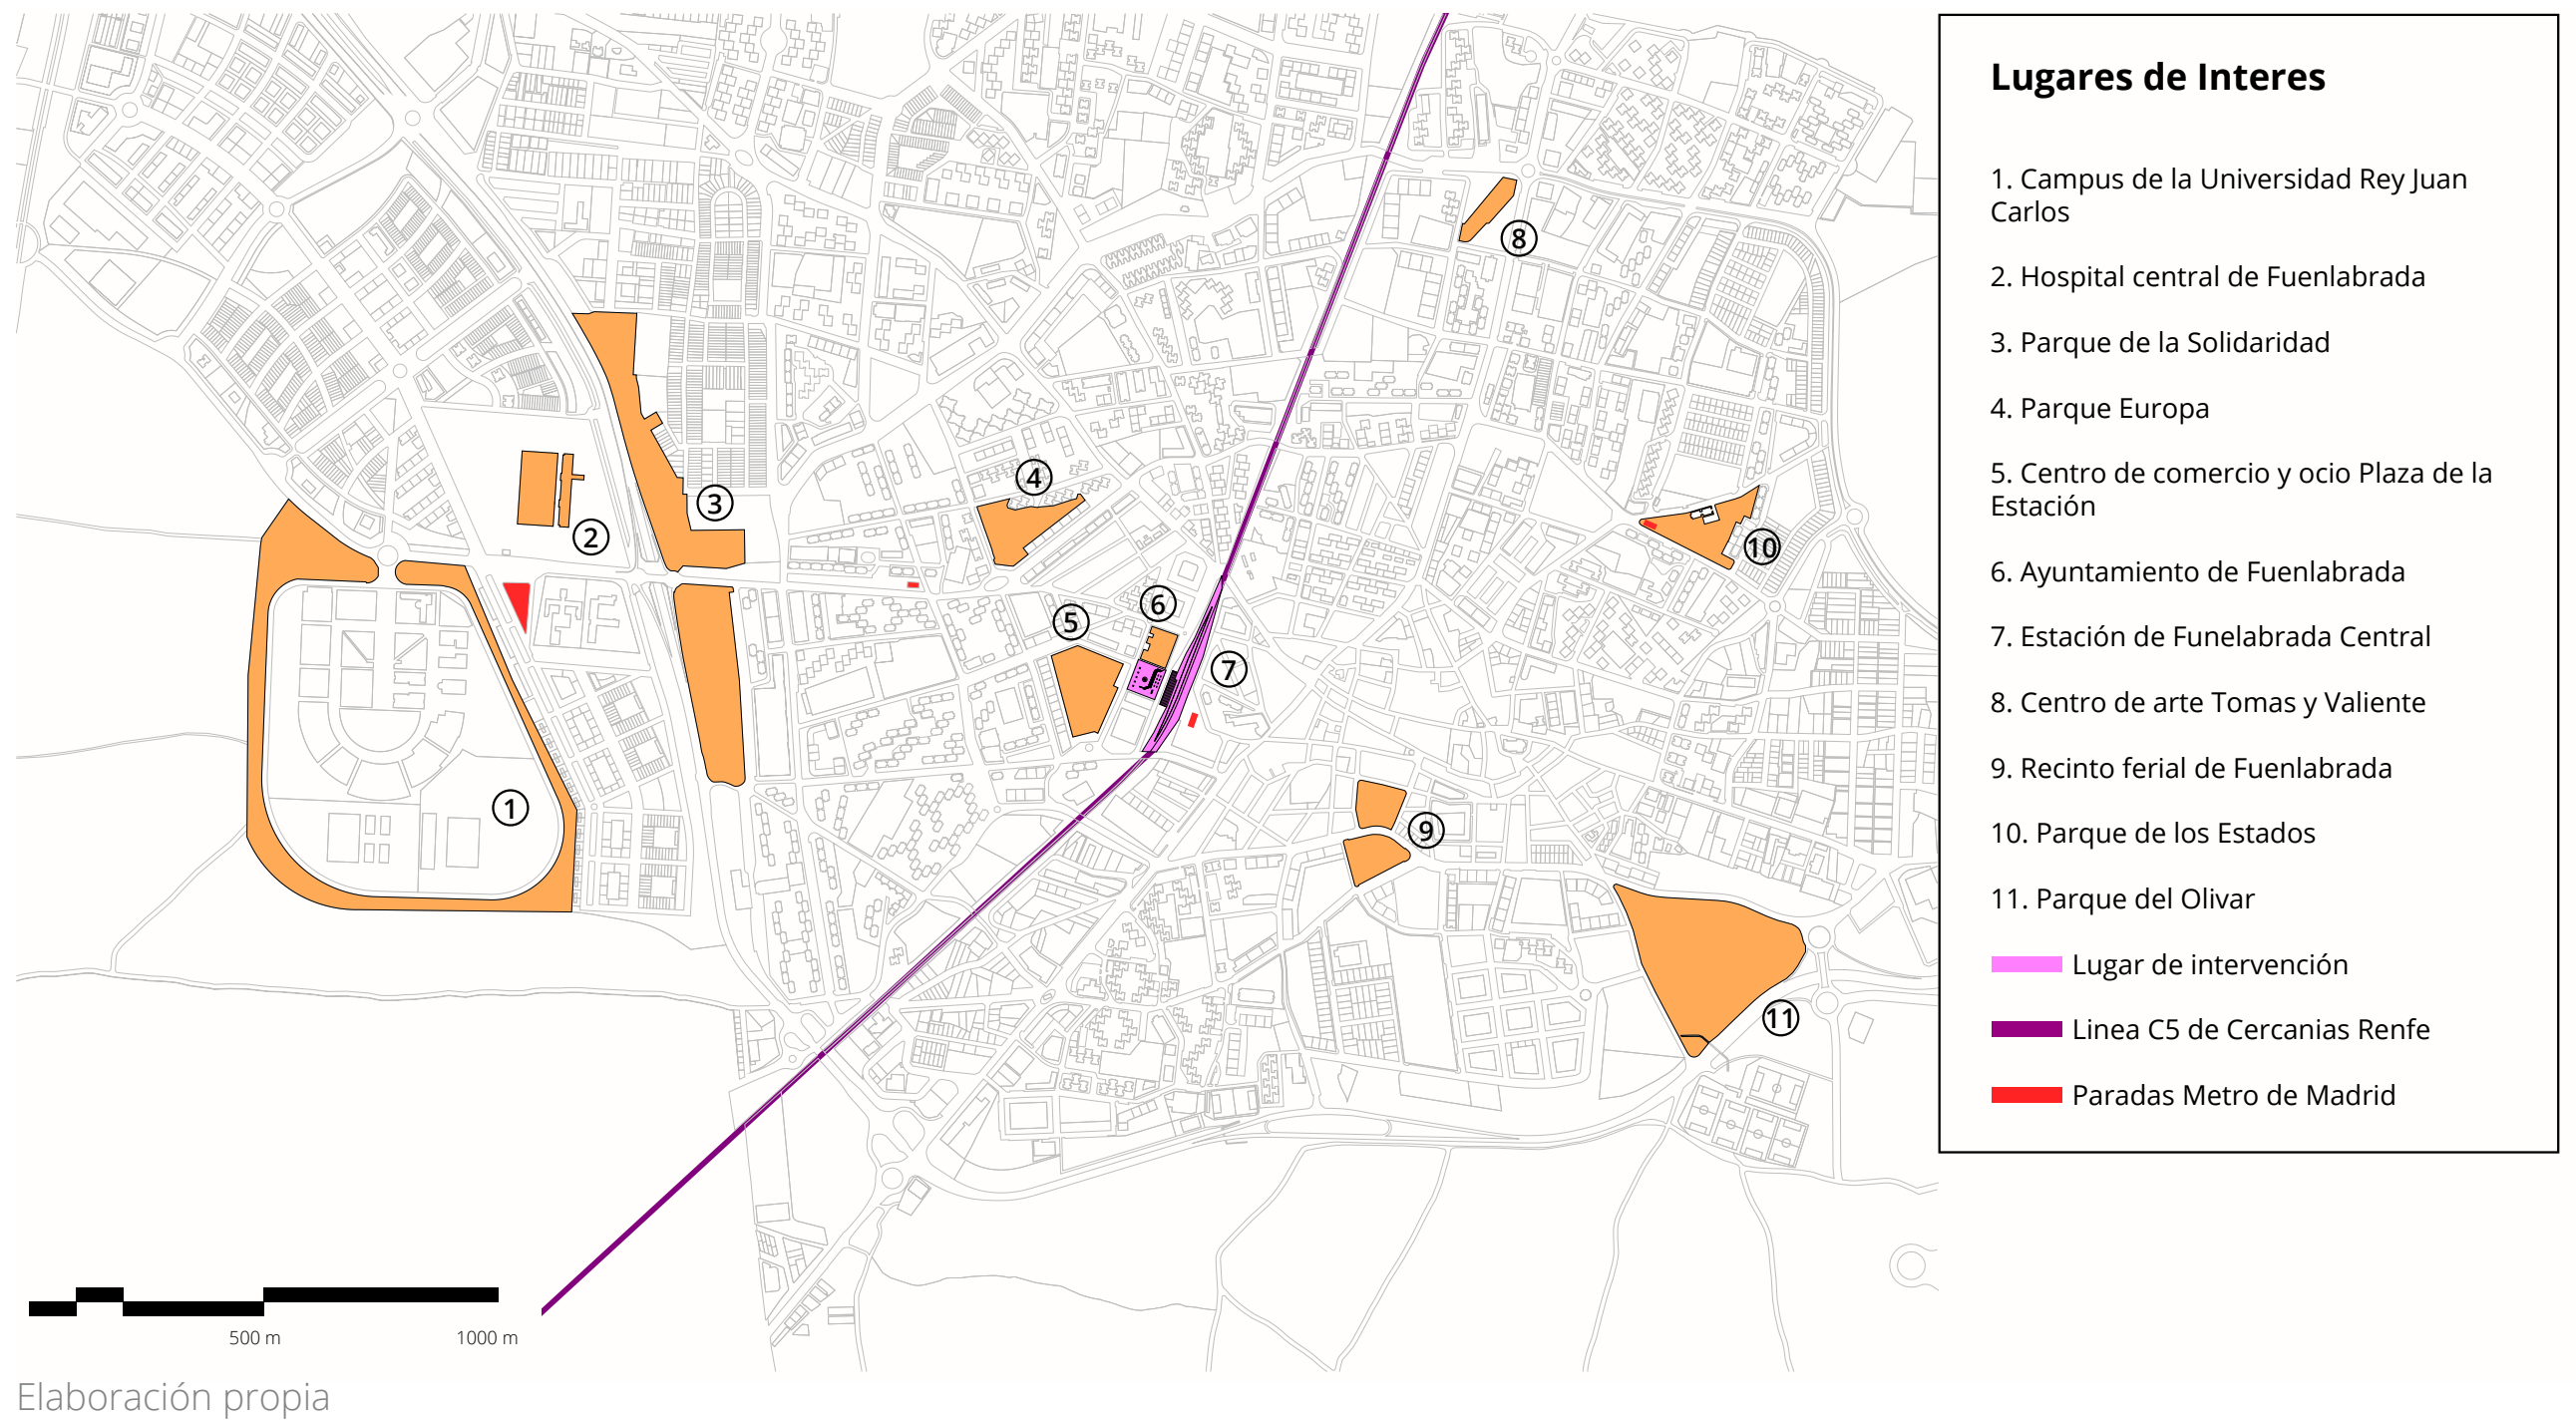 Lugares de Interes
1. Campus de la Universidad Rey Juan
Carlos
2. Hospital central de Fuenlabrada
3. Parque de la Solidaridad
4. Parque Europa
5. Centro de comercio y ocio Plaza de la
Estación
6. Ayuntamiento de Fuenlabrada
7. Estación de Funelabrada Central
8. Centro de arte Tomas y Valiente
9. Recinto ferial de Fuenlabrada
10. Parque de los Estados
11. Parque del Olivar
Lugar de intervención
Linea C5 de Cercanias Renfe
Paradas Metro de Madrid
8
4
3
2
10
6
5
7
1
9
11
500 m
1000 m
Elaboración propia